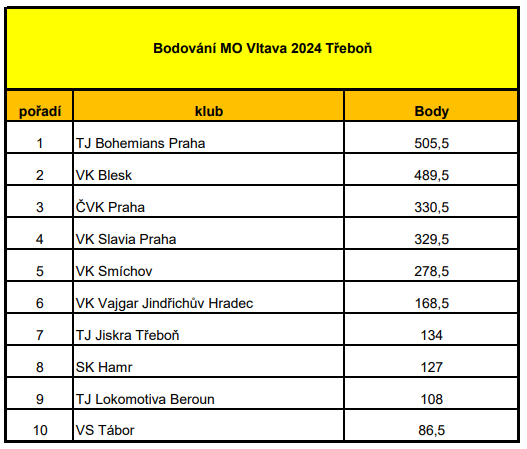 Bodování MO Vltava 2024 Třeboň
pořadí klub Body
1 TJ Bohemians Praha 505,5
2 VK Blesk 489,5
3 ČVK Praha 330,5
4 VK Slavia Praha 329,5
5 VK Smíchov 278,5
6 VK Vajgar Jindřichův Hradec 168,5
7 TJ Jiskra Třeboň 134
8 SK Hamr 127
9 TJ Lokomotiva Beroun 108
10 VS Tábor 86,5